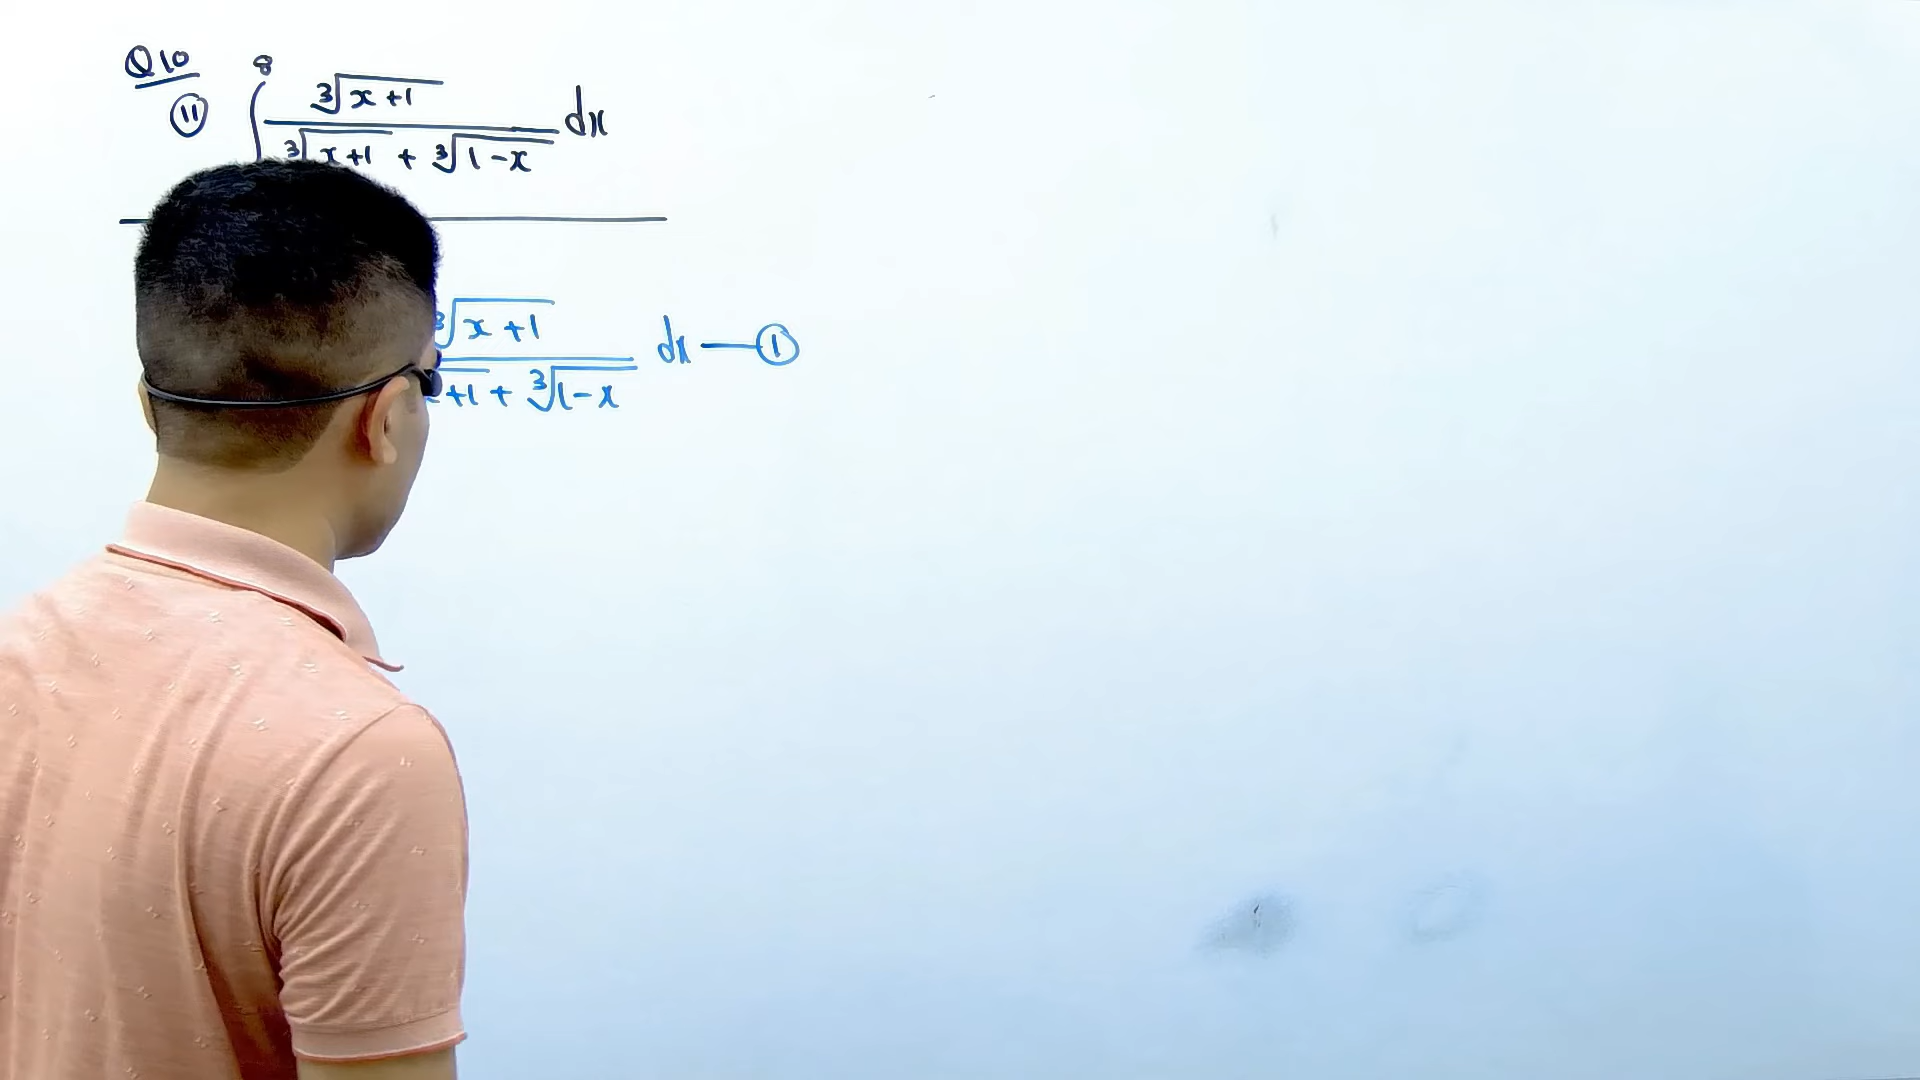 Q10
⑪ ∫ 8 ∛(x+1) / (∛(x+1) + ∛(1-x)) dx
∛(x+1) / (+1 + ∛(1-x)) dx — ①